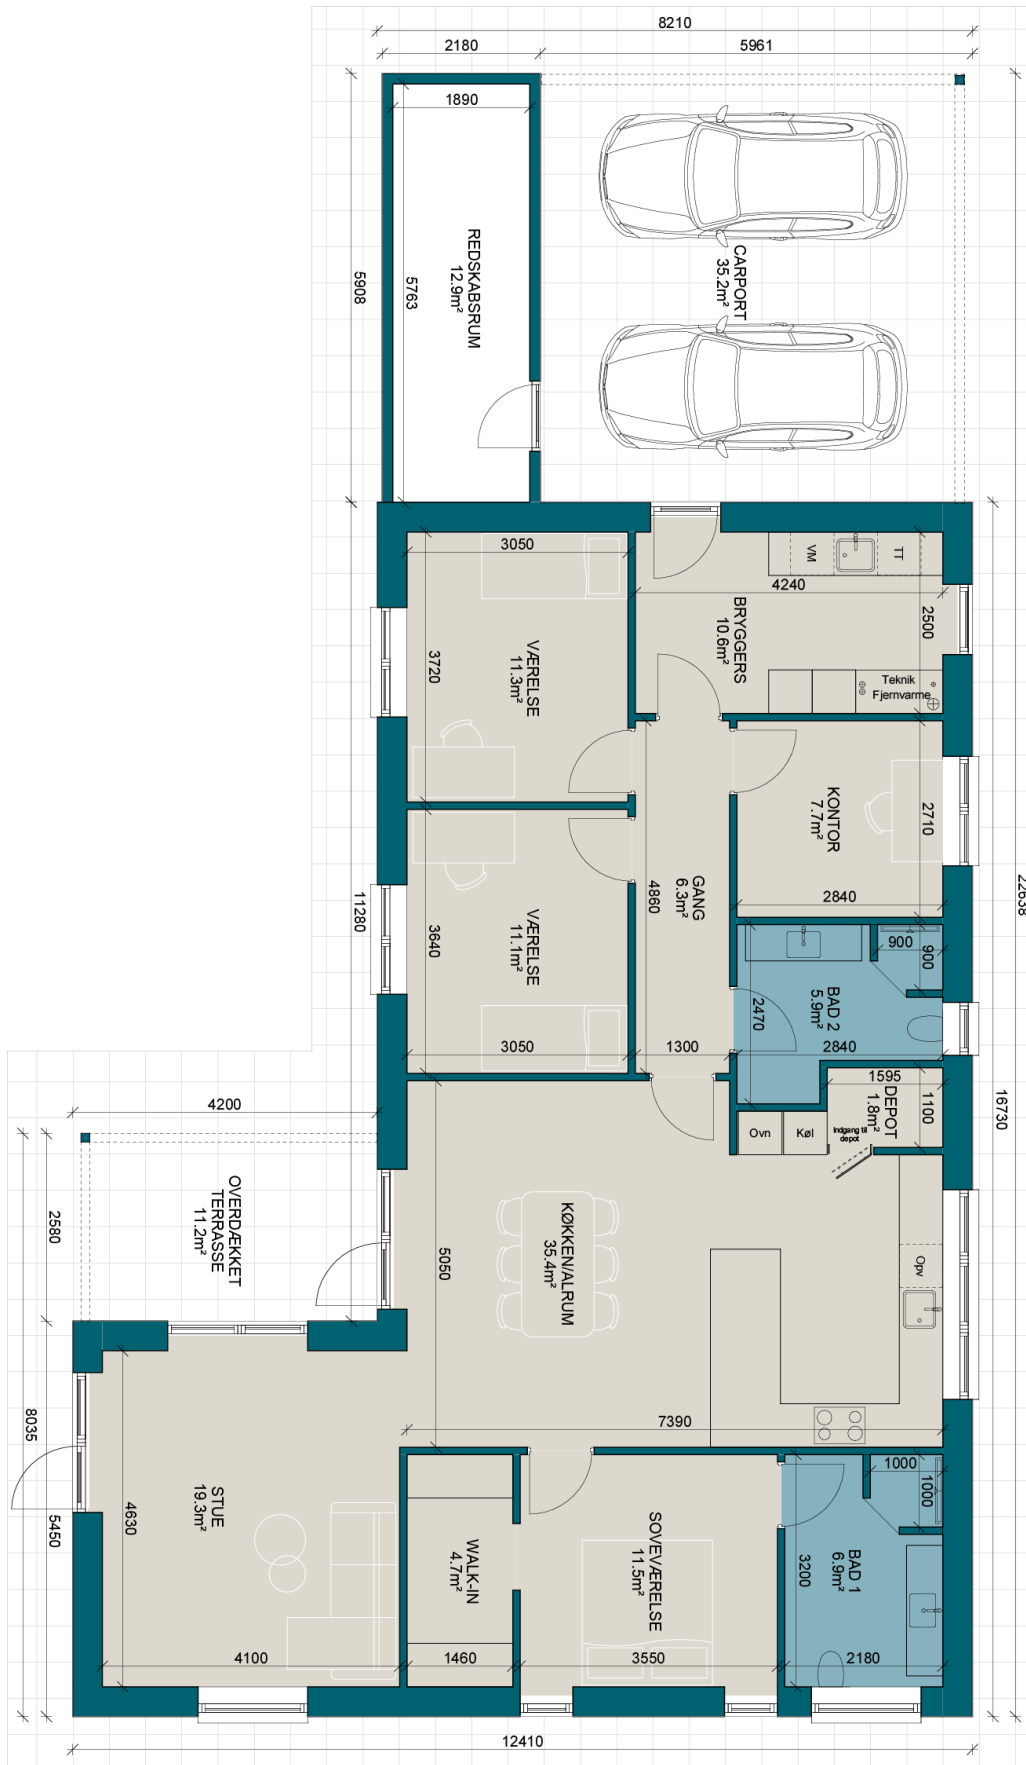 8210
2180
5961
1890
REDSKABSRUM
12.9m²
5763
5908
CARPORT
35.2m²
22638
3050
VÆRELSE
11.3m²
3720
VM
TT
4240
2500
BRYGGERS
10.6m²
Teknik
Fjernvarme
KONTOR
7.7m²
2710
2840
GANG
6.3m²
4860
11280
VÆRELSE
11.1m²
3640
3050
1300
900
900
BAD 2
5.9m²
2470
2840
1595
1100
DEPOT
1.8m²
Indgang til
depot
Ovn
Køl
16730
4200
OVERDÆKKET
TERRASSE
11.2m²
2580
5050
KØKKEN/ALRUM
35.4m²
Opv
7390
8035
5450
STUE
19.3m²
4630
4100
WALK-IN
4.7m²
1460
SOVEVÆRELSE
11.5m²
3550
1000
1000
BAD 1
6.9m²
3200
2180
12410